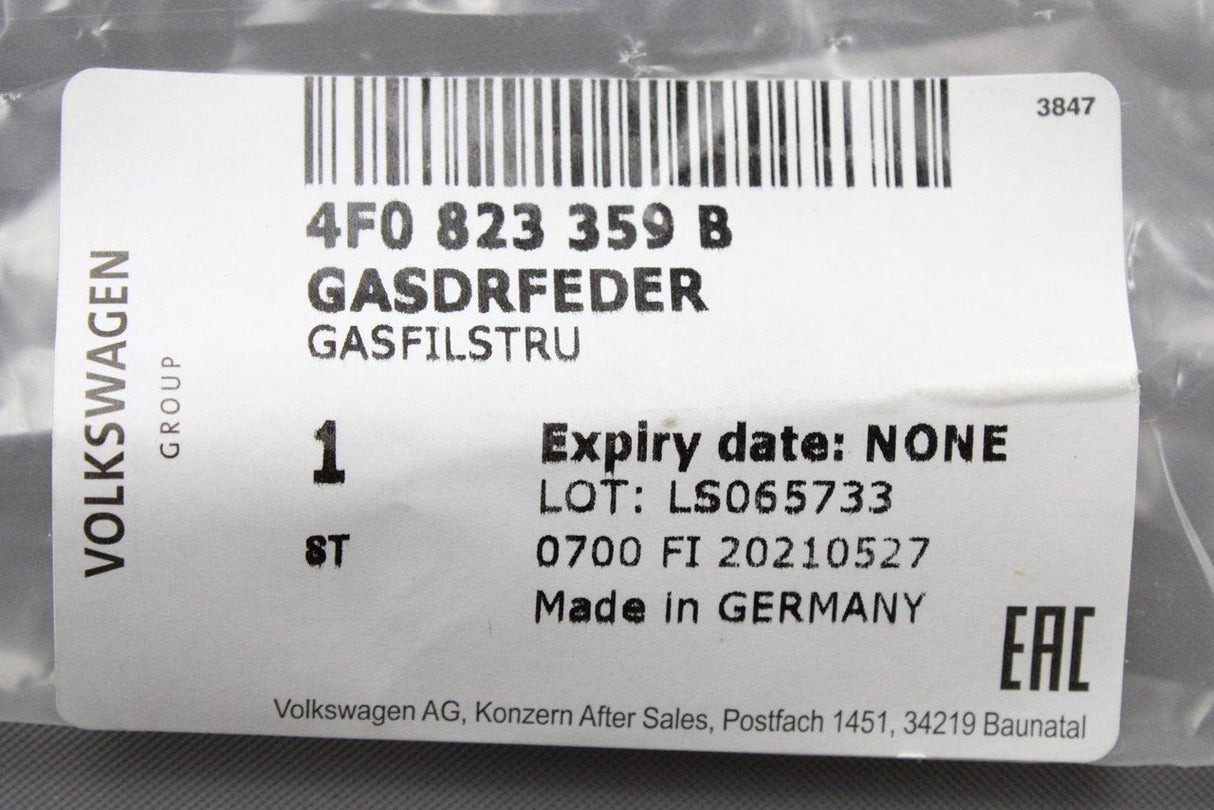 3847
4F0 823 359 B
GASDRFEDER
GASFILSTRU
VOLKSWAGEN
GROUP
1
Expiry date: NONE
LOT: LS065733
ST
0700 FI 20210527
Made in GERMANY
EAC
Volkswagen AG, Konzern After Sales, Postfach 1451, 34219 Baunatal